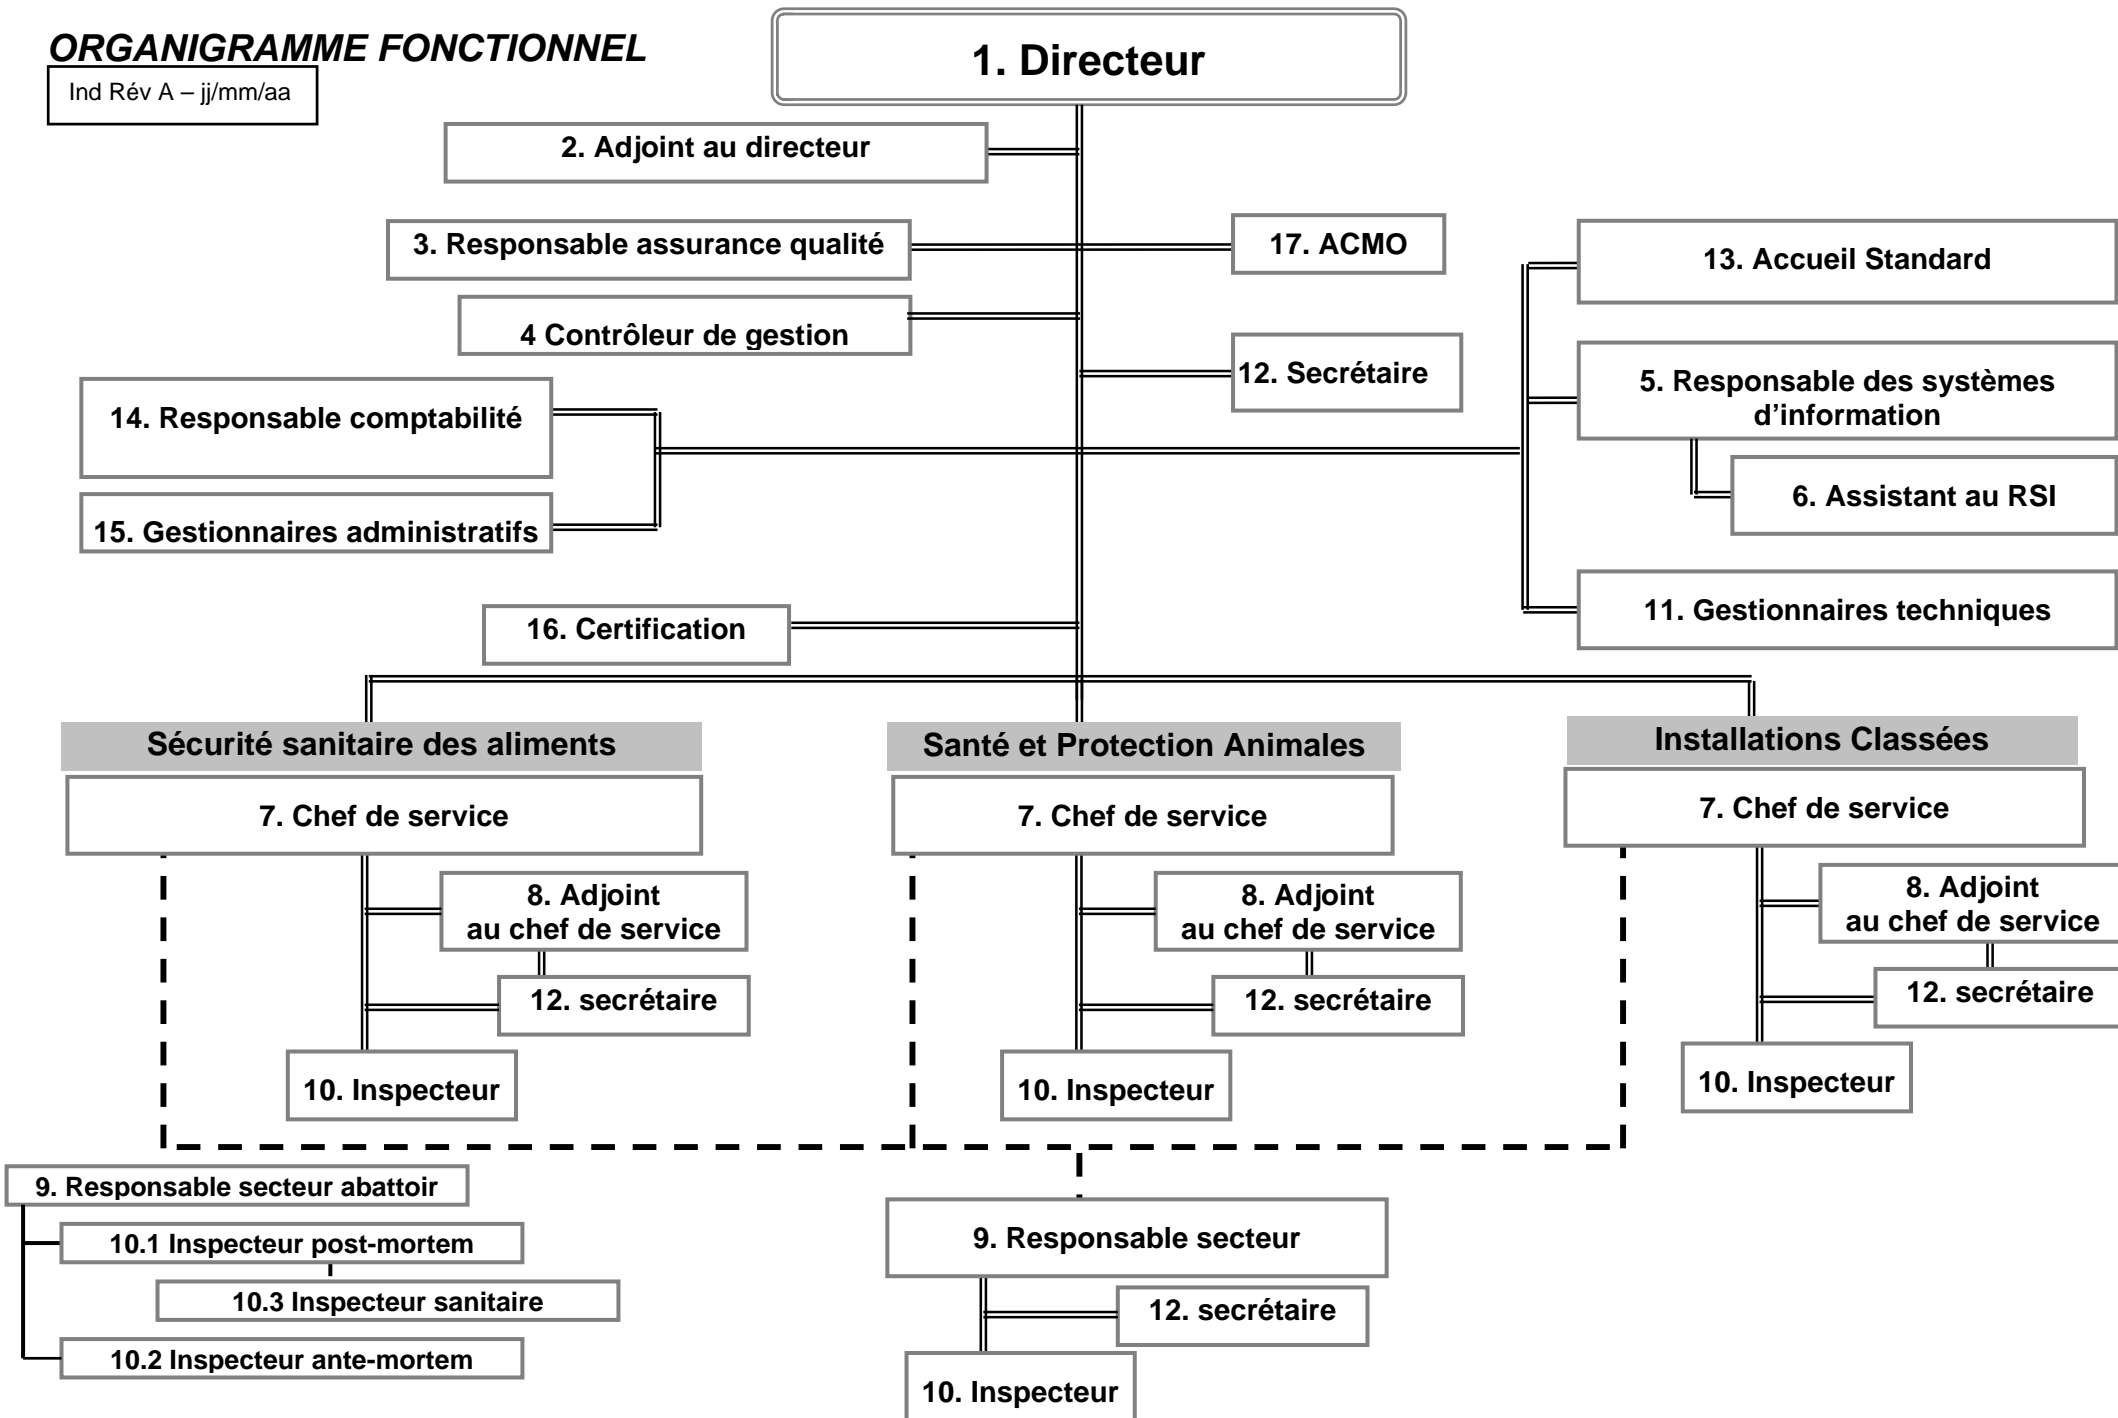 ORGANIGRAMME FONCTIONNEL
Ind Rév A – jj/mm/aa
1. Directeur
2. Adjoint au directeur
3. Responsable assurance qualité
17. ACMO
13. Accueil Standard
4 Contrôleur de gestion
12. Secrétaire
5. Responsable des systèmes
d’information
14. Responsable comptabilité
6. Assistant au RSI
15. Gestionnaires administratifs
11. Gestionnaires techniques
16. Certification
Sécurité sanitaire des aliments
7. Chef de service
8. Adjoint
au chef de service
12. secrétaire
10. Inspecteur
Santé et Protection Animales
7. Chef de service
8. Adjoint
au chef de service
12. secrétaire
10. Inspecteur
Installations Classées
7. Chef de service
8. Adjoint
au chef de service
12. secrétaire
10. Inspecteur
9. Responsable secteur abattoir
10.1 Inspecteur post-mortem
10.3 Inspecteur sanitaire
10.2 Inspecteur ante-mortem
9. Responsable secteur
12. secrétaire
10. Inspecteur